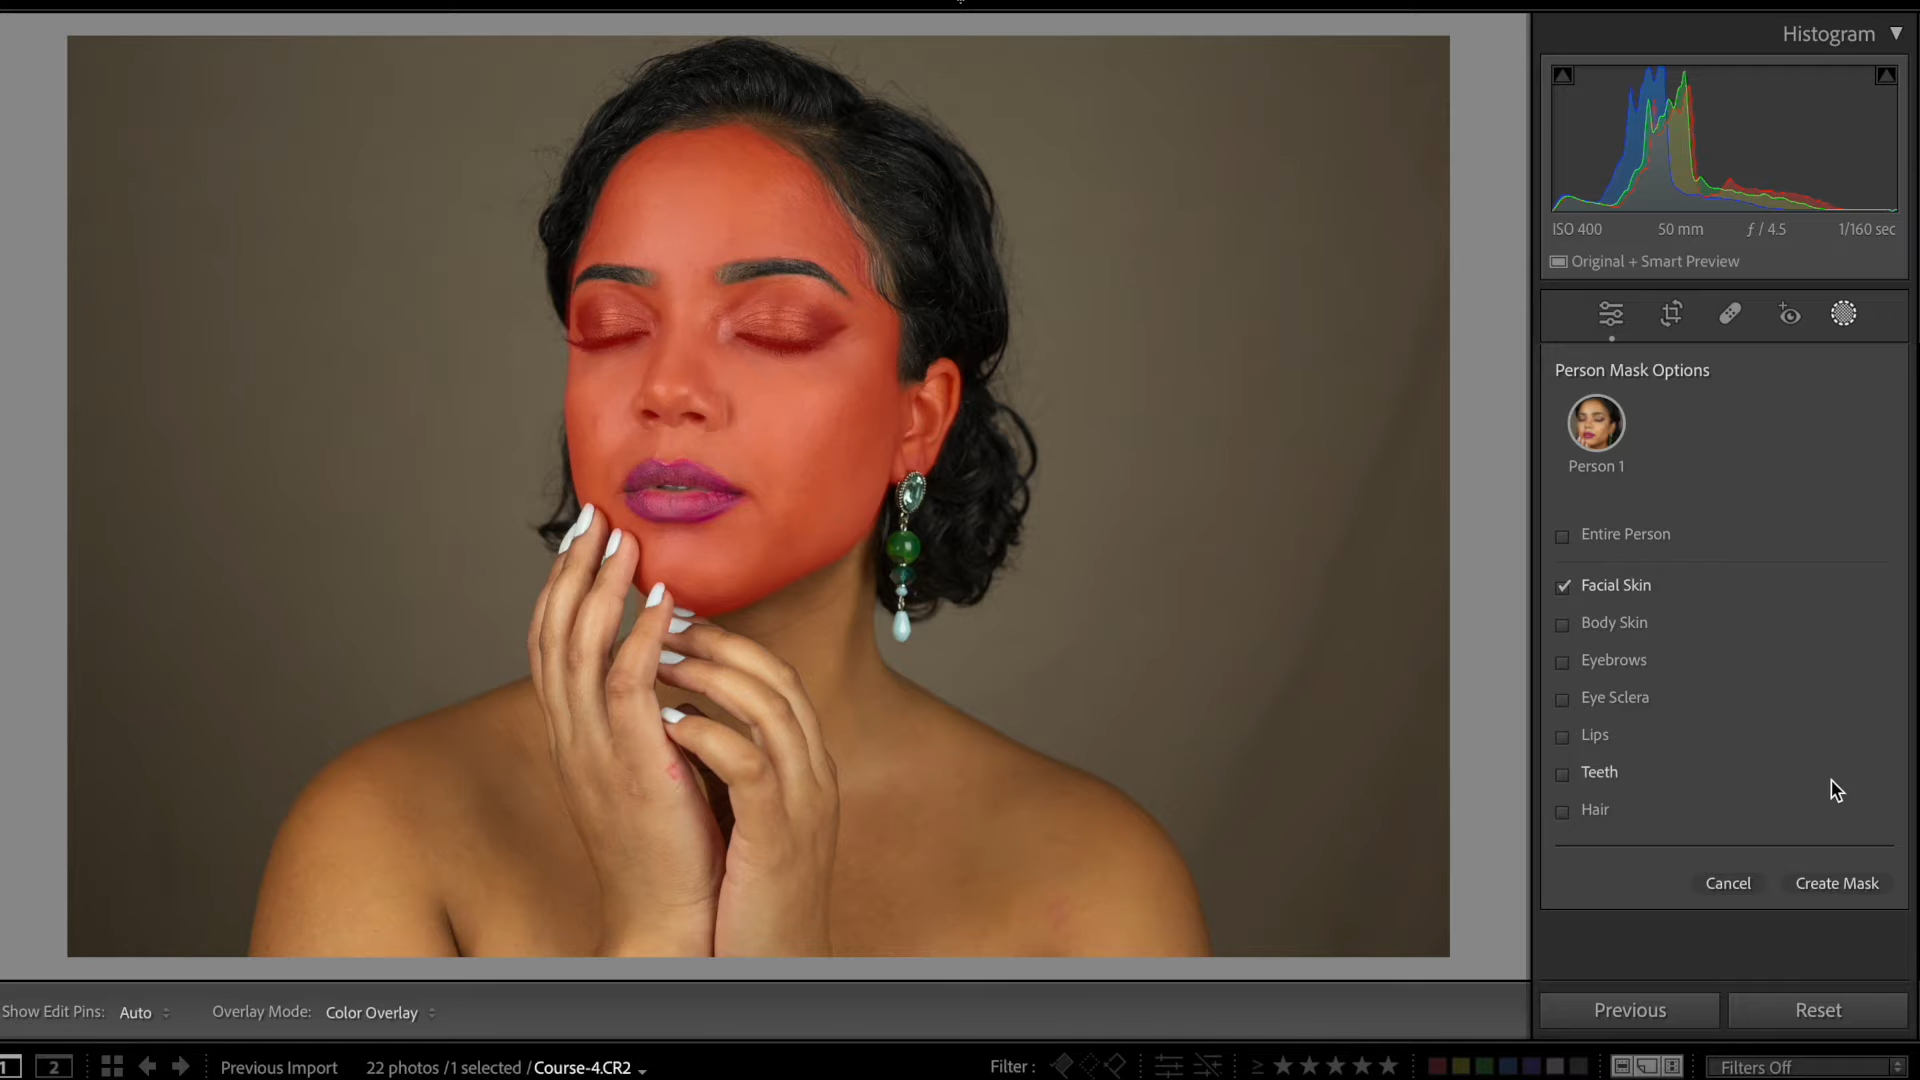 Histogram
ISO 400 50 mm ƒ / 4.5 1/160 sec
Original + Smart Preview
Person Mask Options
Person 1
Entire Person
Facial Skin
Body Skin
Eyebrows
Eye Sclera
Lips
Teeth
Hair
Cancel Create Mask
Show Edit Pins: Auto Overlay Mode: Color Overlay
Previous Reset
1 2 Previous Import 22 photos /1 selected / Course-4.CR2 Filter : ≥ Filters Off